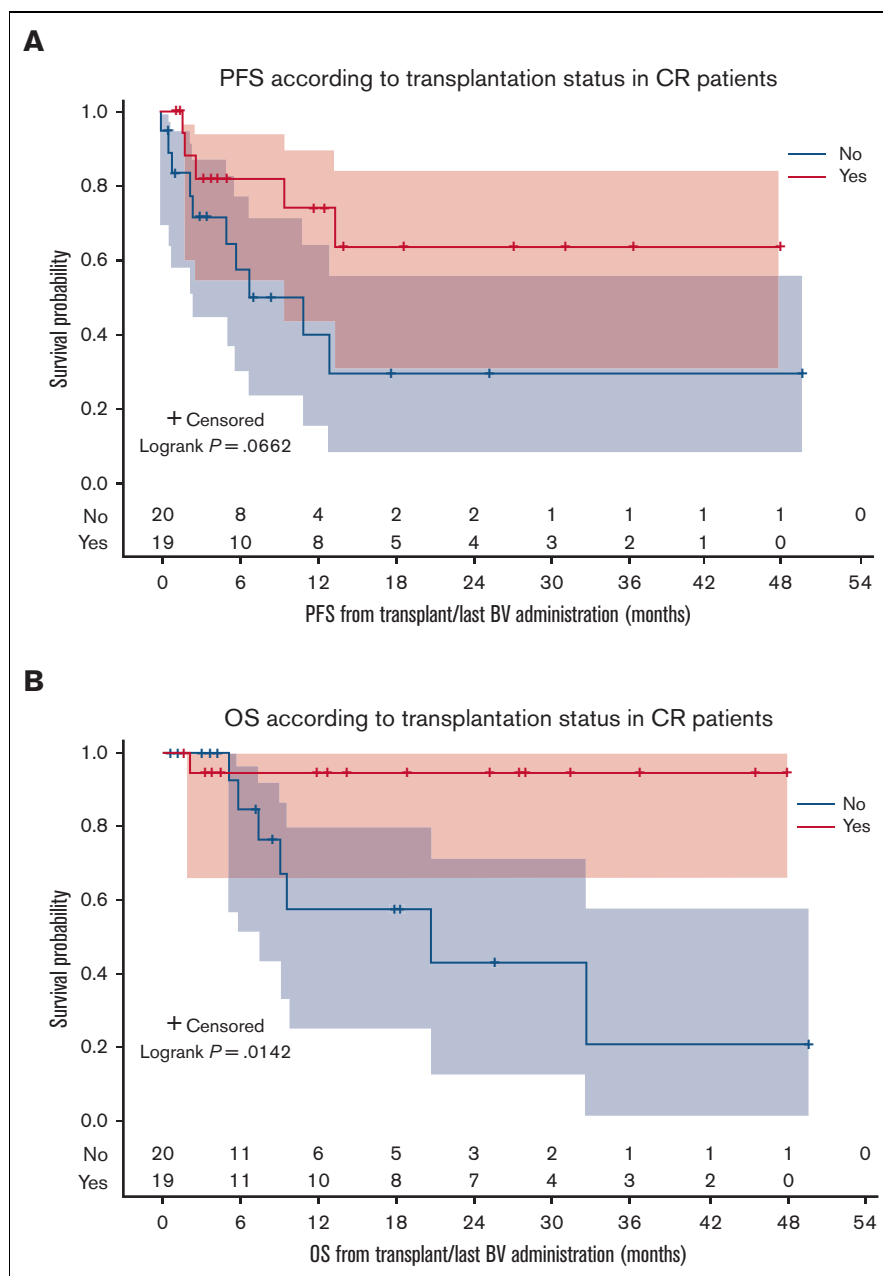 A
PFS according to transplantation status in CR patients
1.0
0.8
0.6
0.4
0.2
0.0
Survival probability
No
Yes
+ Censored
Logrank P = .0662
No 20 8 4 2 2 1 1 1 1 0
Yes 19 10 8 5 4 3 2 1 0
0 6 12 18 24 30 36 42 48 54
PFS from transplant/last BV administration (months)
B
OS according to transplantation status in CR patients
1.0
0.8
0.6
0.4
0.2
0.0
Survival probability
No
Yes
+ Censored
Logrank P = .0142
No 20 11 6 5 3 2 1 1 1 0
Yes 19 11 10 8 7 4 3 2 0
0 6 12 18 24 30 36 42 48 54
OS from transplant/last BV administration (months)